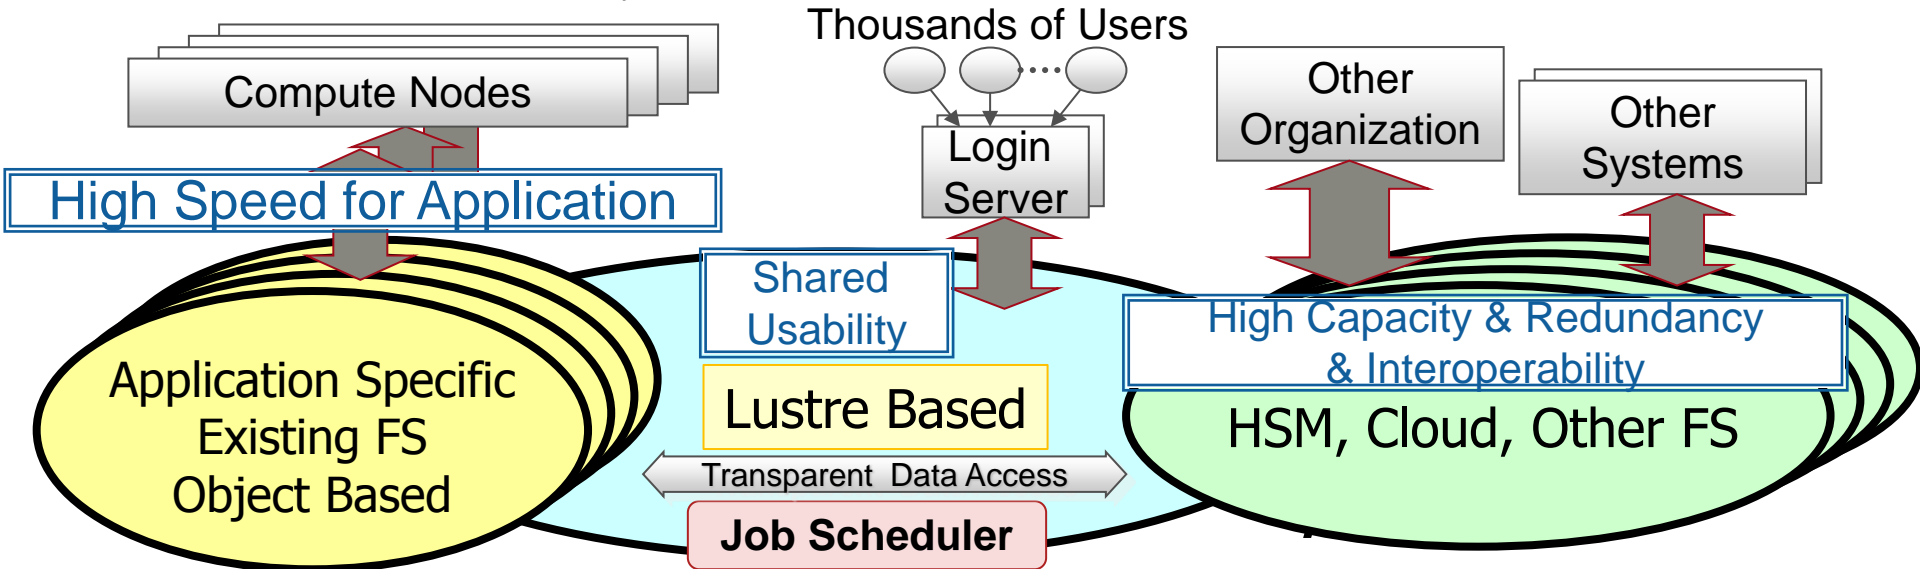 Thousands of Users
Compute Nodes
Other
Organization
Other
Systems
Login
Server
High Speed for Application
Shared
Usability
High Capacity & Redundancy
& Interoperability
Application Specific
Existing FS
Object Based
Lustre Based
HSM, Cloud, Other FS
Transparent Data Access
Job Scheduler